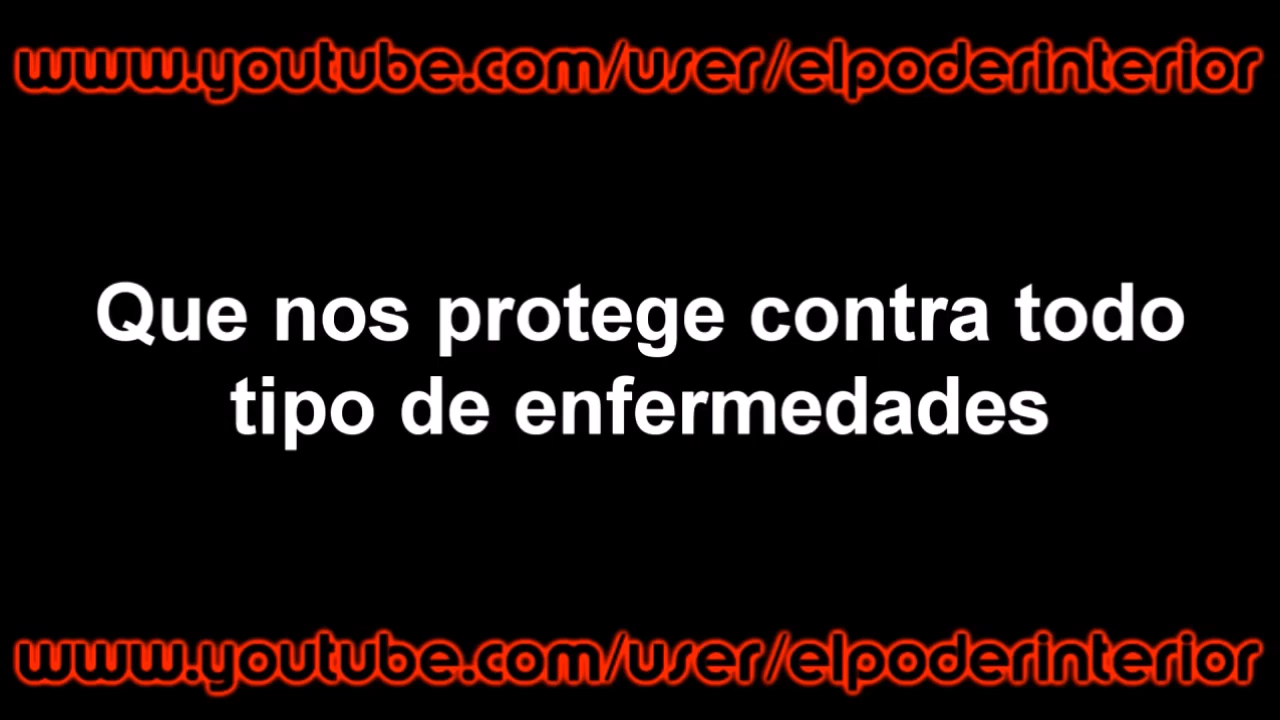 www.youtube.com/user/elpoderinterior
Que nos protege contra todo
tipo de enfermedades
www.youtube.com/user/elpoderinterior